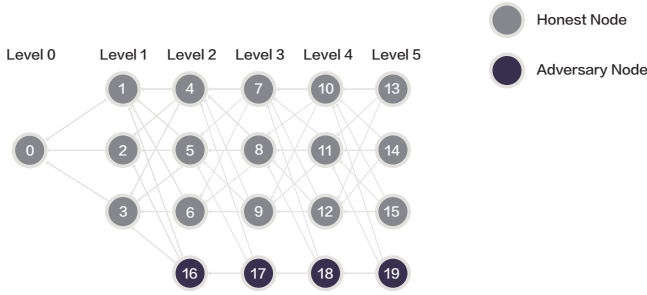 Honest Node
Adversary Node
Level 0 Level 1 Level 2 Level 3 Level 4 Level 5
1 4 7 10 13
0 2 5 8 11 14
3 6 9 12 15
16 17 18 19